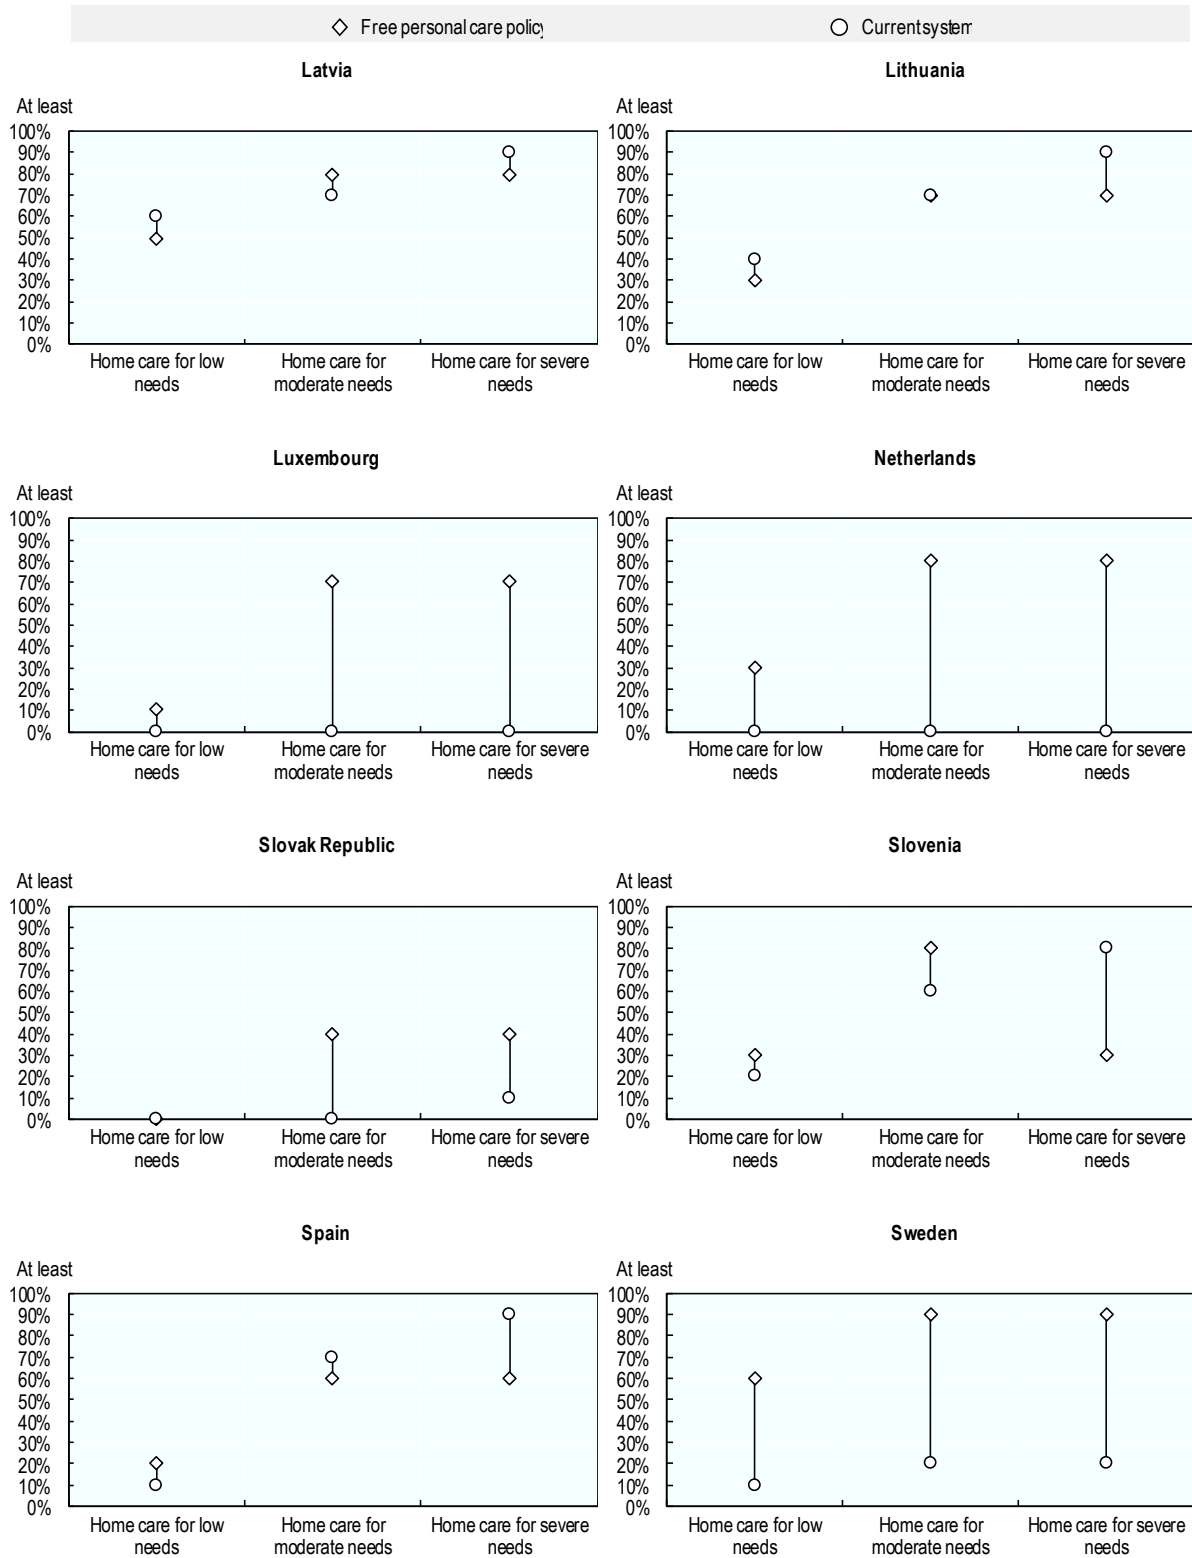 Free personal care policy
Current system
Latvia
At least
100%
90%
80%
70%
60%
50%
40%
30%
20%
10%
0%
Home care for low
needs
Home care for
moderate needs
Home care for severe
needs
Lithuania
At least
100%
90%
80%
70%
60%
50%
40%
30%
20%
10%
0%
Home care for low
needs
Home care for
moderate needs
Home care for severe
needs
Luxembourg
At least
100%
90%
80%
70%
60%
50%
40%
30%
20%
10%
0%
Home care for low
needs
Home care for
moderate needs
Home care for severe
needs
Netherlands
At least
100%
90%
80%
70%
60%
50%
40%
30%
20%
10%
0%
Home care for low
needs
Home care for
moderate needs
Home care for severe
needs
Slovak Republic
At least
100%
90%
80%
70%
60%
50%
40%
30%
20%
10%
0%
Home care for low
needs
Home care for
moderate needs
Home care for severe
needs
Slovenia
At least
100%
90%
80%
70%
60%
50%
40%
30%
20%
10%
0%
Home care for low
needs
Home care for
moderate needs
Home care for severe
needs
Spain
At least
100%
90%
80%
70%
60%
50%
40%
30%
20%
10%
0%
Home care for low
needs
Home care for
moderate needs
Home care for severe
needs
Sweden
At least
100%
90%
80%
70%
60%
50%
40%
30%
20%
10%
0%
Home care for low
needs
Home care for
moderate needs
Home care for severe
needs